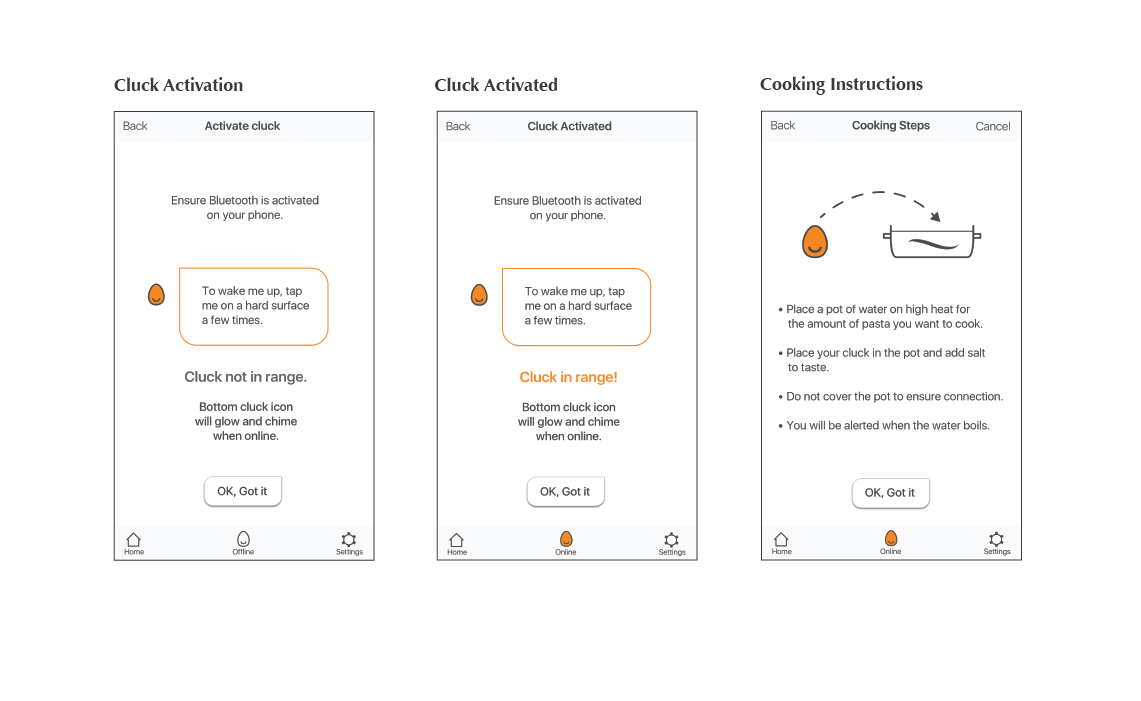 Cluck Activation
Back
Activate cluck
Ensure Bluetooth is activated
on your phone.
To wake me up, tap
me on a hard surface
a few times.
Cluck not in range.
Bottom cluck icon
will glow and chime
when online.
OK, Got it
Home
Offline
Settings
Cluck Activated
Back
Cluck Activated
Ensure Bluetooth is activated
on your phone.
To wake me up, tap
me on a hard surface
a few times.
Cluck in range!
Bottom cluck icon
will glow and chime
when online.
OK, Got it
Home
Online
Settings
Cooking Instructions
Back
Cooking Steps
Cancel
• Place a pot of water on high heat for
the amount of pasta you want to cook.
• Place your cluck in the pot and add salt
to taste.
• Do not cover the pot to ensure connection.
• You will be alerted when the water boils.
OK, Got it
Home
Online
Settings